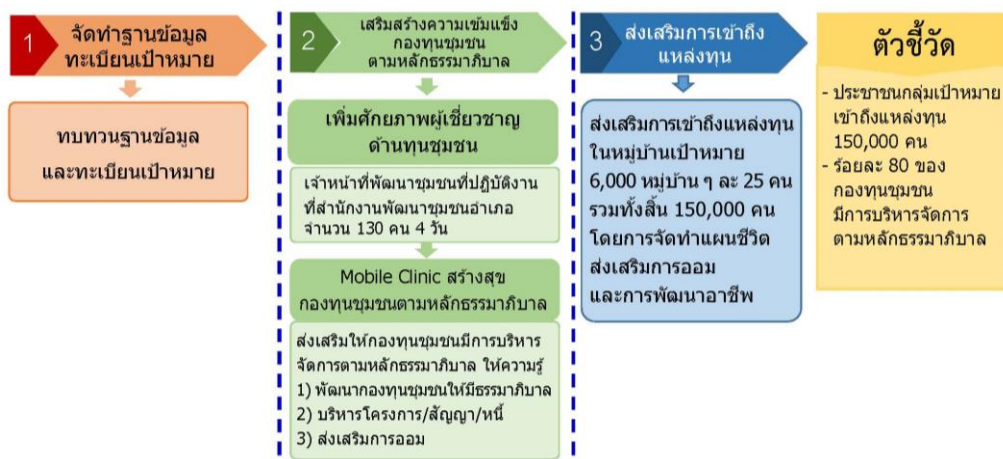 1
จัดทำฐานข้อมูล
ทะเบียนเป้าหมาย
ทบทวนฐานข้อมูล
และทะเบียนเป้าหมาย
2
เสริมสร้างความเข้มแข็ง
กองทุนชุมชน
ตามหลักธรรมาภิบาล
เพิ่มศักยภาพผู้เชี่ยวชาญ
ด้านทุนชุมชน
เจ้าหน้าที่พัฒนาชุมชนที่ปฏิบัติงาน
ที่สำนักงานพัฒนาชุมชนอำเภอ
จำนวน 130 คน 4 วัน
Mobile Clinic สร้างสุข
กองทุนชุมชนตามหลักธรรมาภิบาล
ส่งเสริมให้กองทุนชุมชนมีการบริหาร
จัดการตามหลักธรรมาภิบาล ให้ความรู้
1) พัฒนากองทุนชุมชนให้มีธรรมาภิบาล
2) บริหารโครงการ/สัญญา/หนี้
3) ส่งเสริมการออม
3
ส่งเสริมการเข้าถึง
แหล่งทุน
ส่งเสริมการเข้าถึงแหล่งทุน
ในหมู่บ้านเป้าหมาย
6,000 หมู่บ้าน ๆ ละ 25 คน
รวมทั้งสิ้น 150,000 คน
โดยการจัดทำแผนชีวิต
ส่งเสริมการออม
และการพัฒนาอาชีพ
ตัวชี้วัด
- ประชาชนกลุ่มเป้าหมาย
เข้าถึงแหล่งทุน
150,000 คน
- ร้อยละ 80 ของ
กองทุนชุมชน
มีการบริหารจัดการ
ตามหลักธรรมาภิบาล